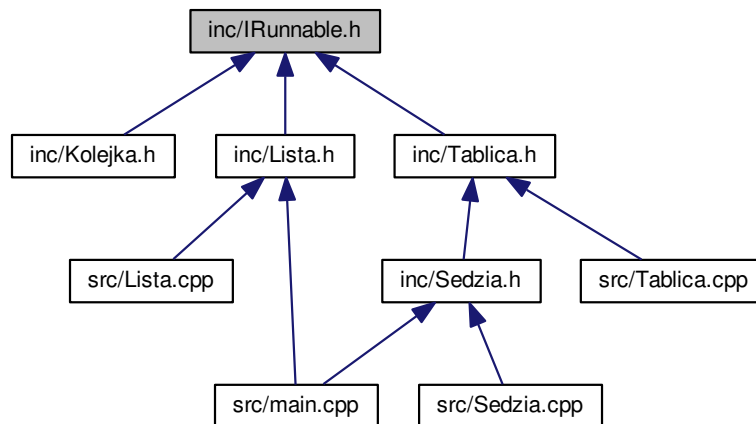 inc/IRunnable.h
inc/Kolejka.h
inc/Lista.h
inc/Tablica.h
src/Lista.cpp
inc/Sedzia.h
src/Tablica.cpp
src/main.cpp
src/Sedzia.cpp